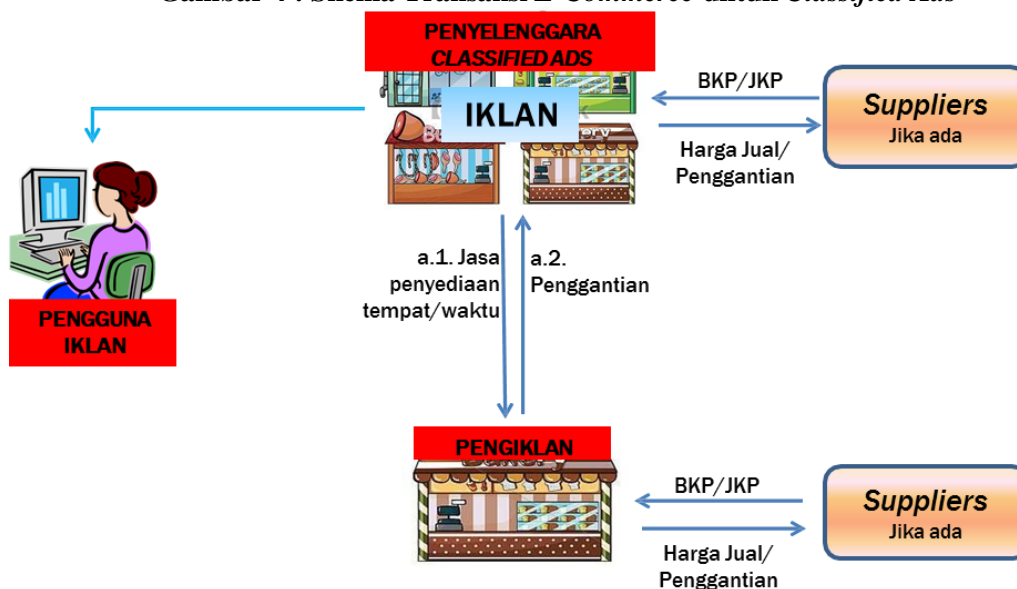 PENYELENGGARA
CLASSIFIED ADS
IKLAN
BKP/JKP
Suppliers
Jika ada
Harga Jual/
Penggantian
a.1. Jasa
penyediaan
tempat/waktu
a.2.
Penggantian
PENGGUNA
IKLAN
PENGIKLAN
BKP/JKP
Suppliers
Jika ada
Harga Jual/
Penggantian